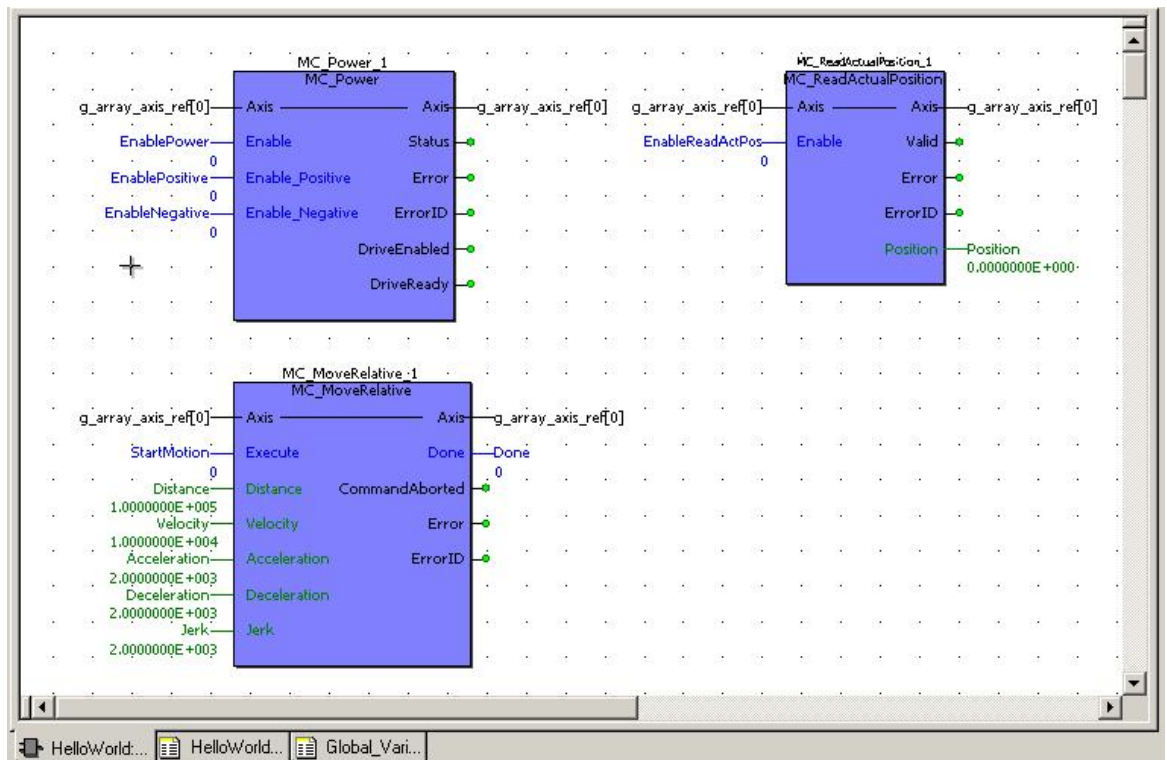 MC_Power_1
MC_Power
g_array_axis_ref[0] Axis Axis g_array_axis_ref[0]
EnablePower Enable Status
0
EnablePositive Enable_Positive Error
0
EnableNegative Enable_Negative ErrorID
0
DriveEnabled
DriveReady
MC_ReadActualPosition_1
MC_ReadActualPosition
g_array_axis_ref[0] Axis Axis g_array_axis_ref[0]
EnableReadActPos Enable Valid
0
Error
ErrorID
Position Position
0.0000000E+000
MC_MoveRelative_1
MC_MoveRelative
g_array_axis_ref[0] Axis Axis g_array_axis_ref[0]
StartMotion Execute Done Done
0 0
Distance Distance CommandAborted
1.0000000E+005
Velocity Velocity Error
1.0000000E+004
Acceleration Acceleration ErrorID
2.0000000E+003
Deceleration Deceleration
2.0000000E+003
Jerk Jerk
2.0000000E+003
HelloWorld:... HelloWorld... Global_Vari...